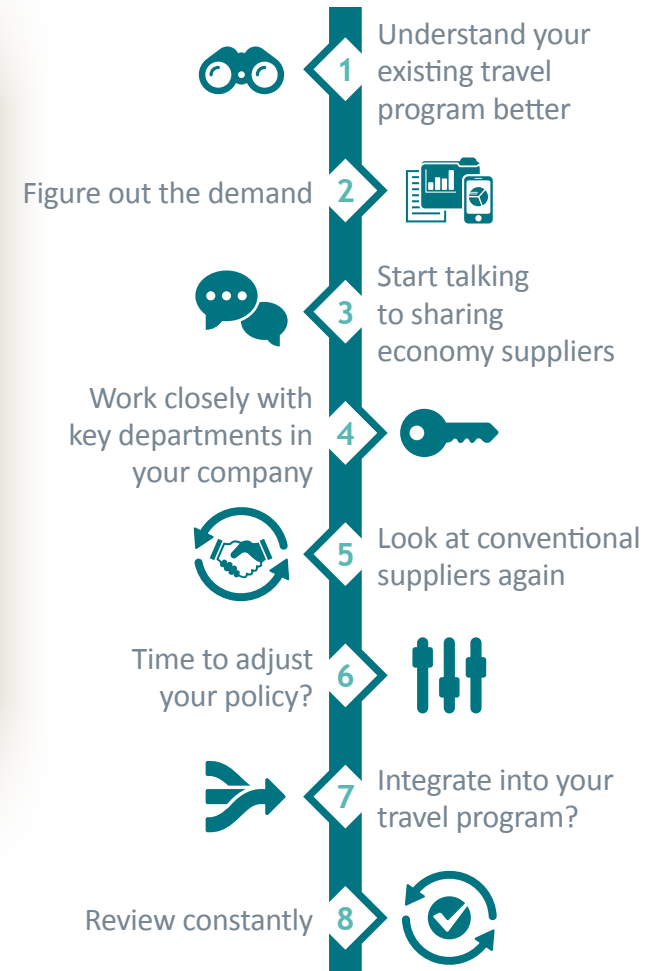 1
Understand your
existing travel
program better
Figure out the demand
2
3
Start talking
to sharing
economy suppliers
Work closely with
key departments in
your company
4
5
Look at conventional
suppliers again
Time to adjust
your policy?
6
7
Integrate into your
travel program?
Review constantly
8